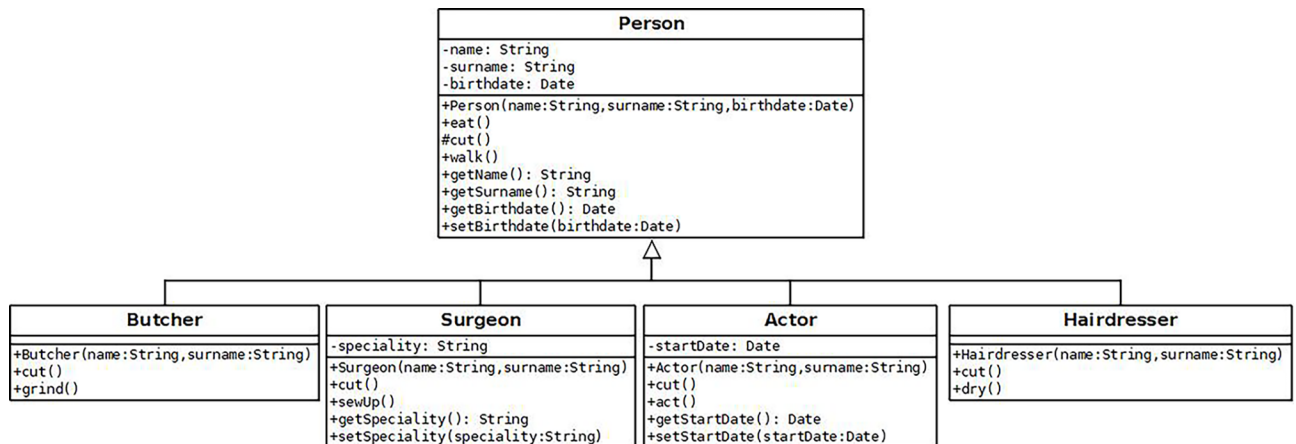 Person
-name: String
-surname: String
-birthdate: Date
+Person(name:String,surname:String,birthdate:Date)
+eat()
#cut()
+walk()
+getName(): String
+getSurname(): String
+getBirthdate(): Date
+setBirthdate(birthdate:Date)
Butcher
+Butcher(name:String,surname:String)
+cut()
+grind()
Surgeon
-speciality: String
+Surgeon(name:String,surname:String)
+cut()
+sewUp()
+getSpeciality(): String
+setSpeciality(speciality:String)
Actor
-startDate: Date
+Actor(name:String,surname:String)
+cut()
+act()
+getStartDate(): Date
+setStartDate(startDate:Date)
Hairdresser
+Hairdresser(name:String,surname:String)
+cut()
+dry()